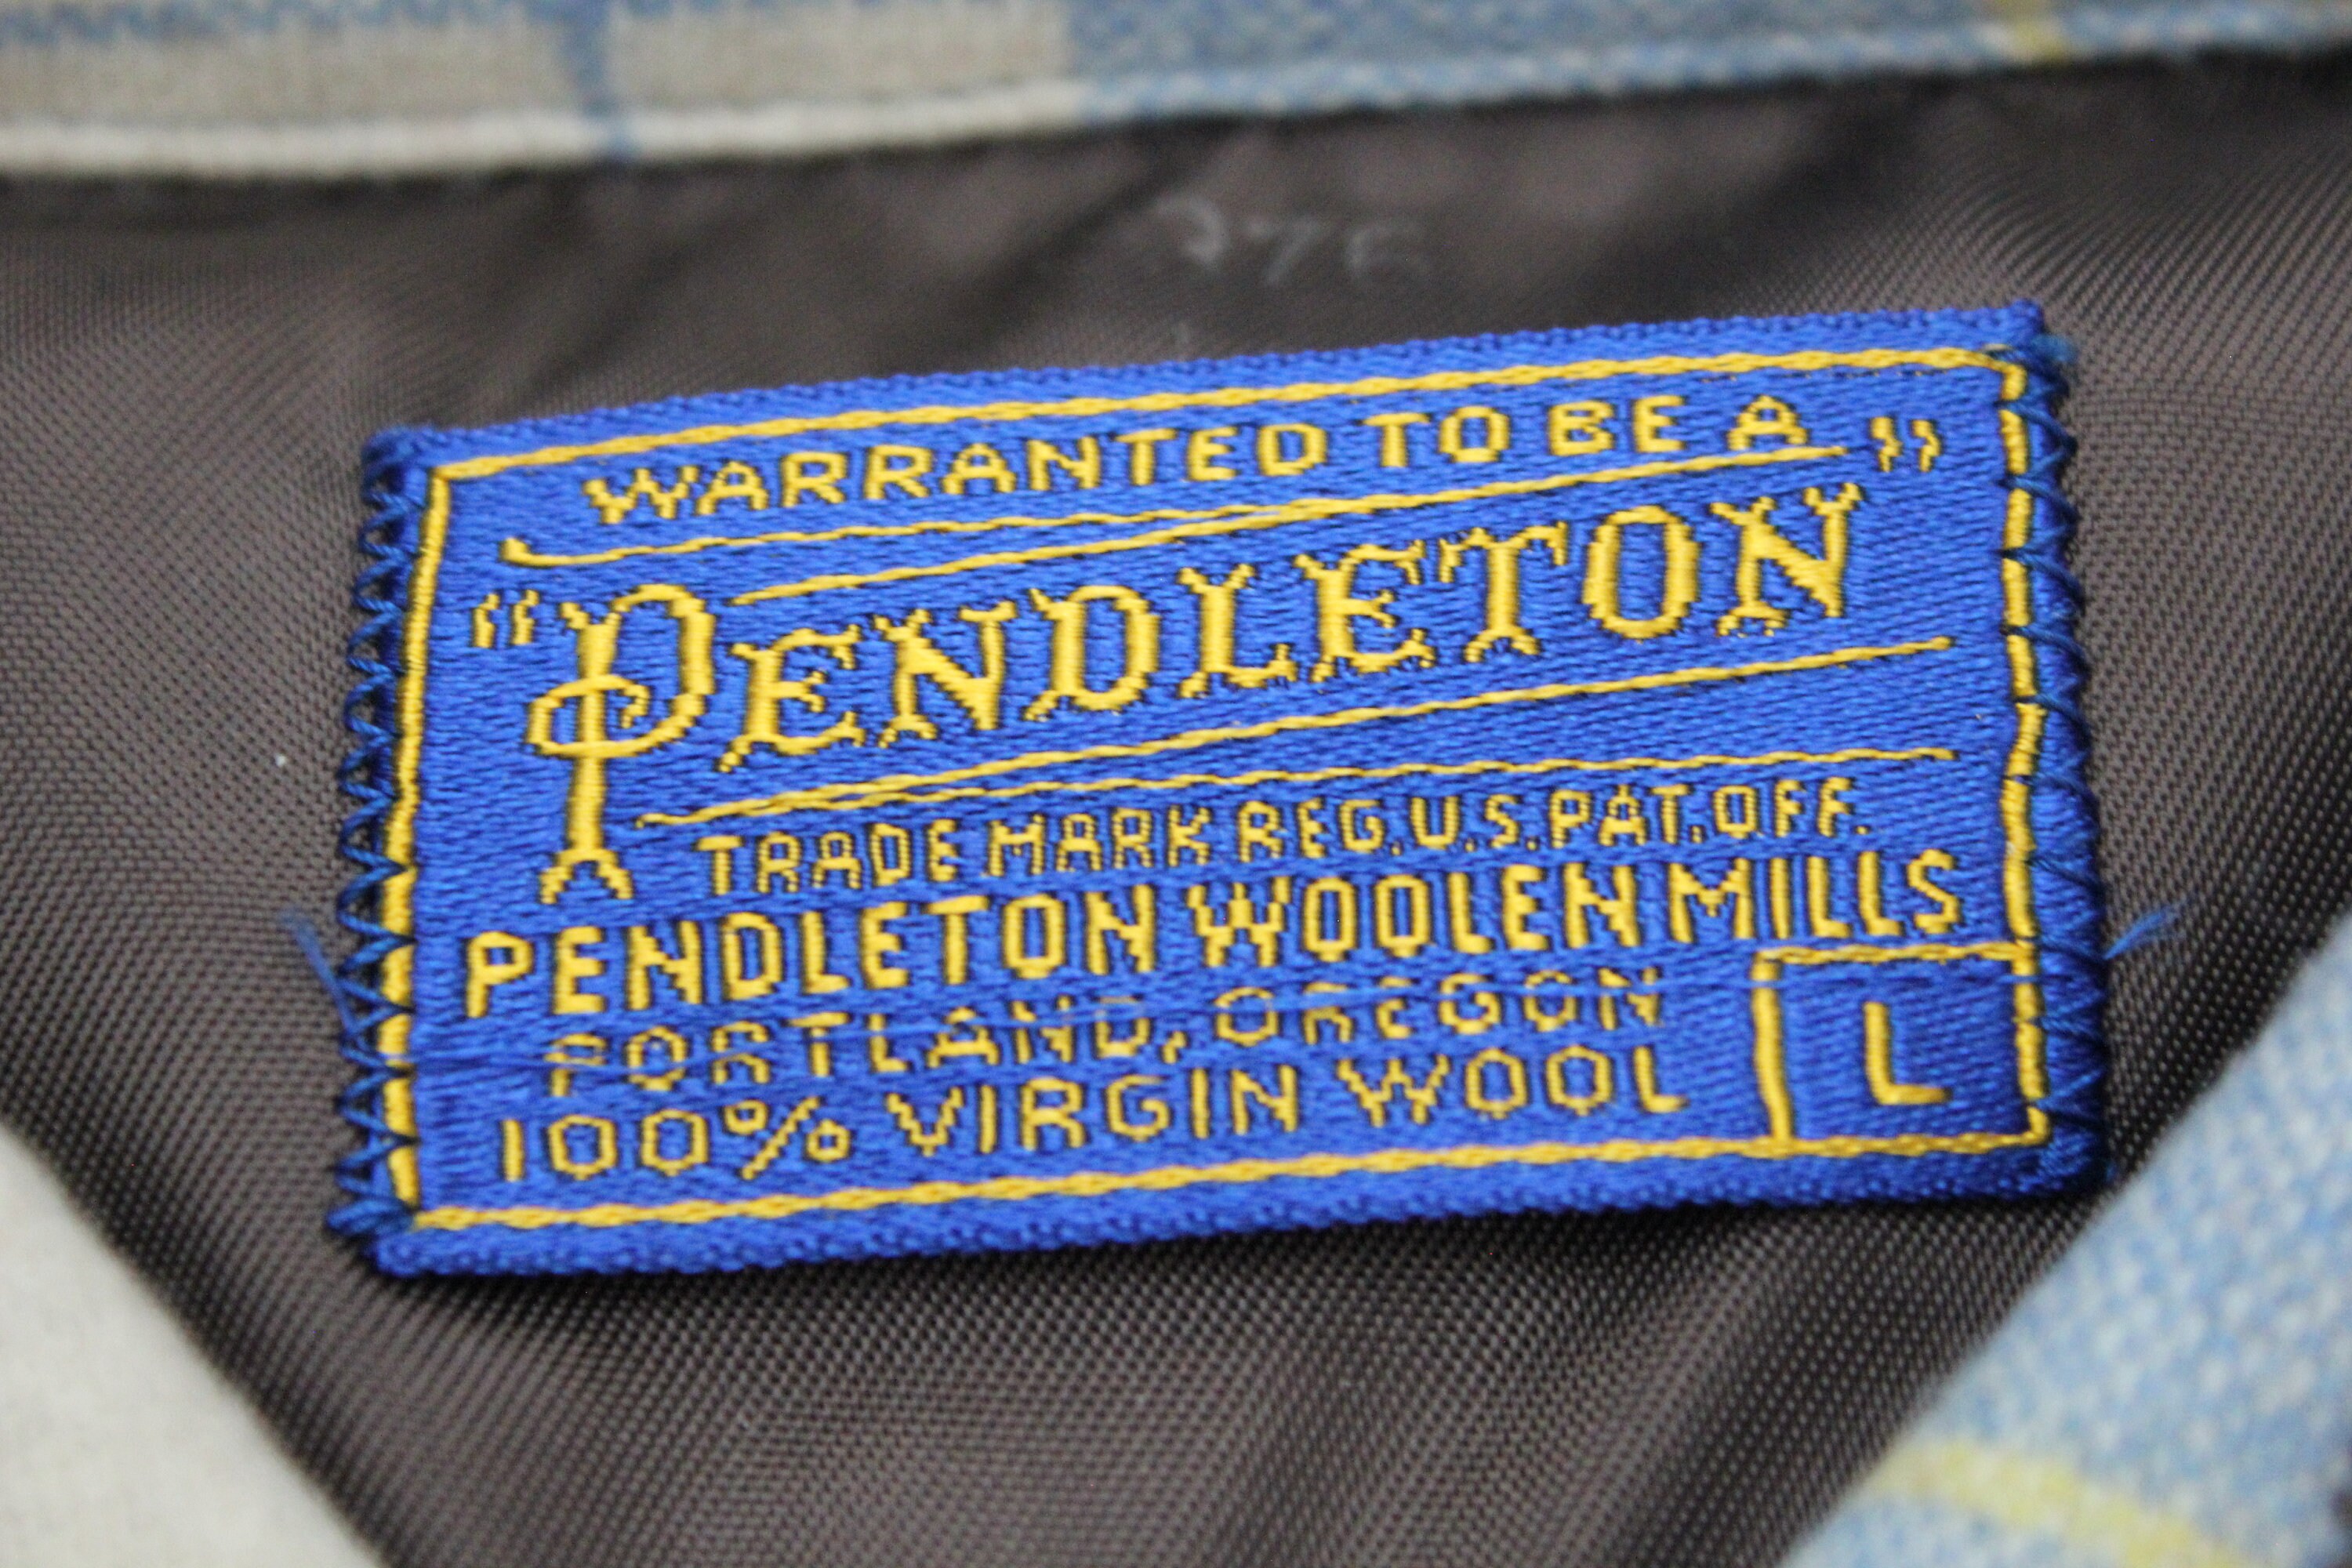 WARRANTED TO BE A
"PENDLETON"
TRADE MARK REG. U.S. PAT. OFF.
PENDLETON WOOLEN MILLS
PORTLAND, OREGON
100% VIRGIN WOOL
L